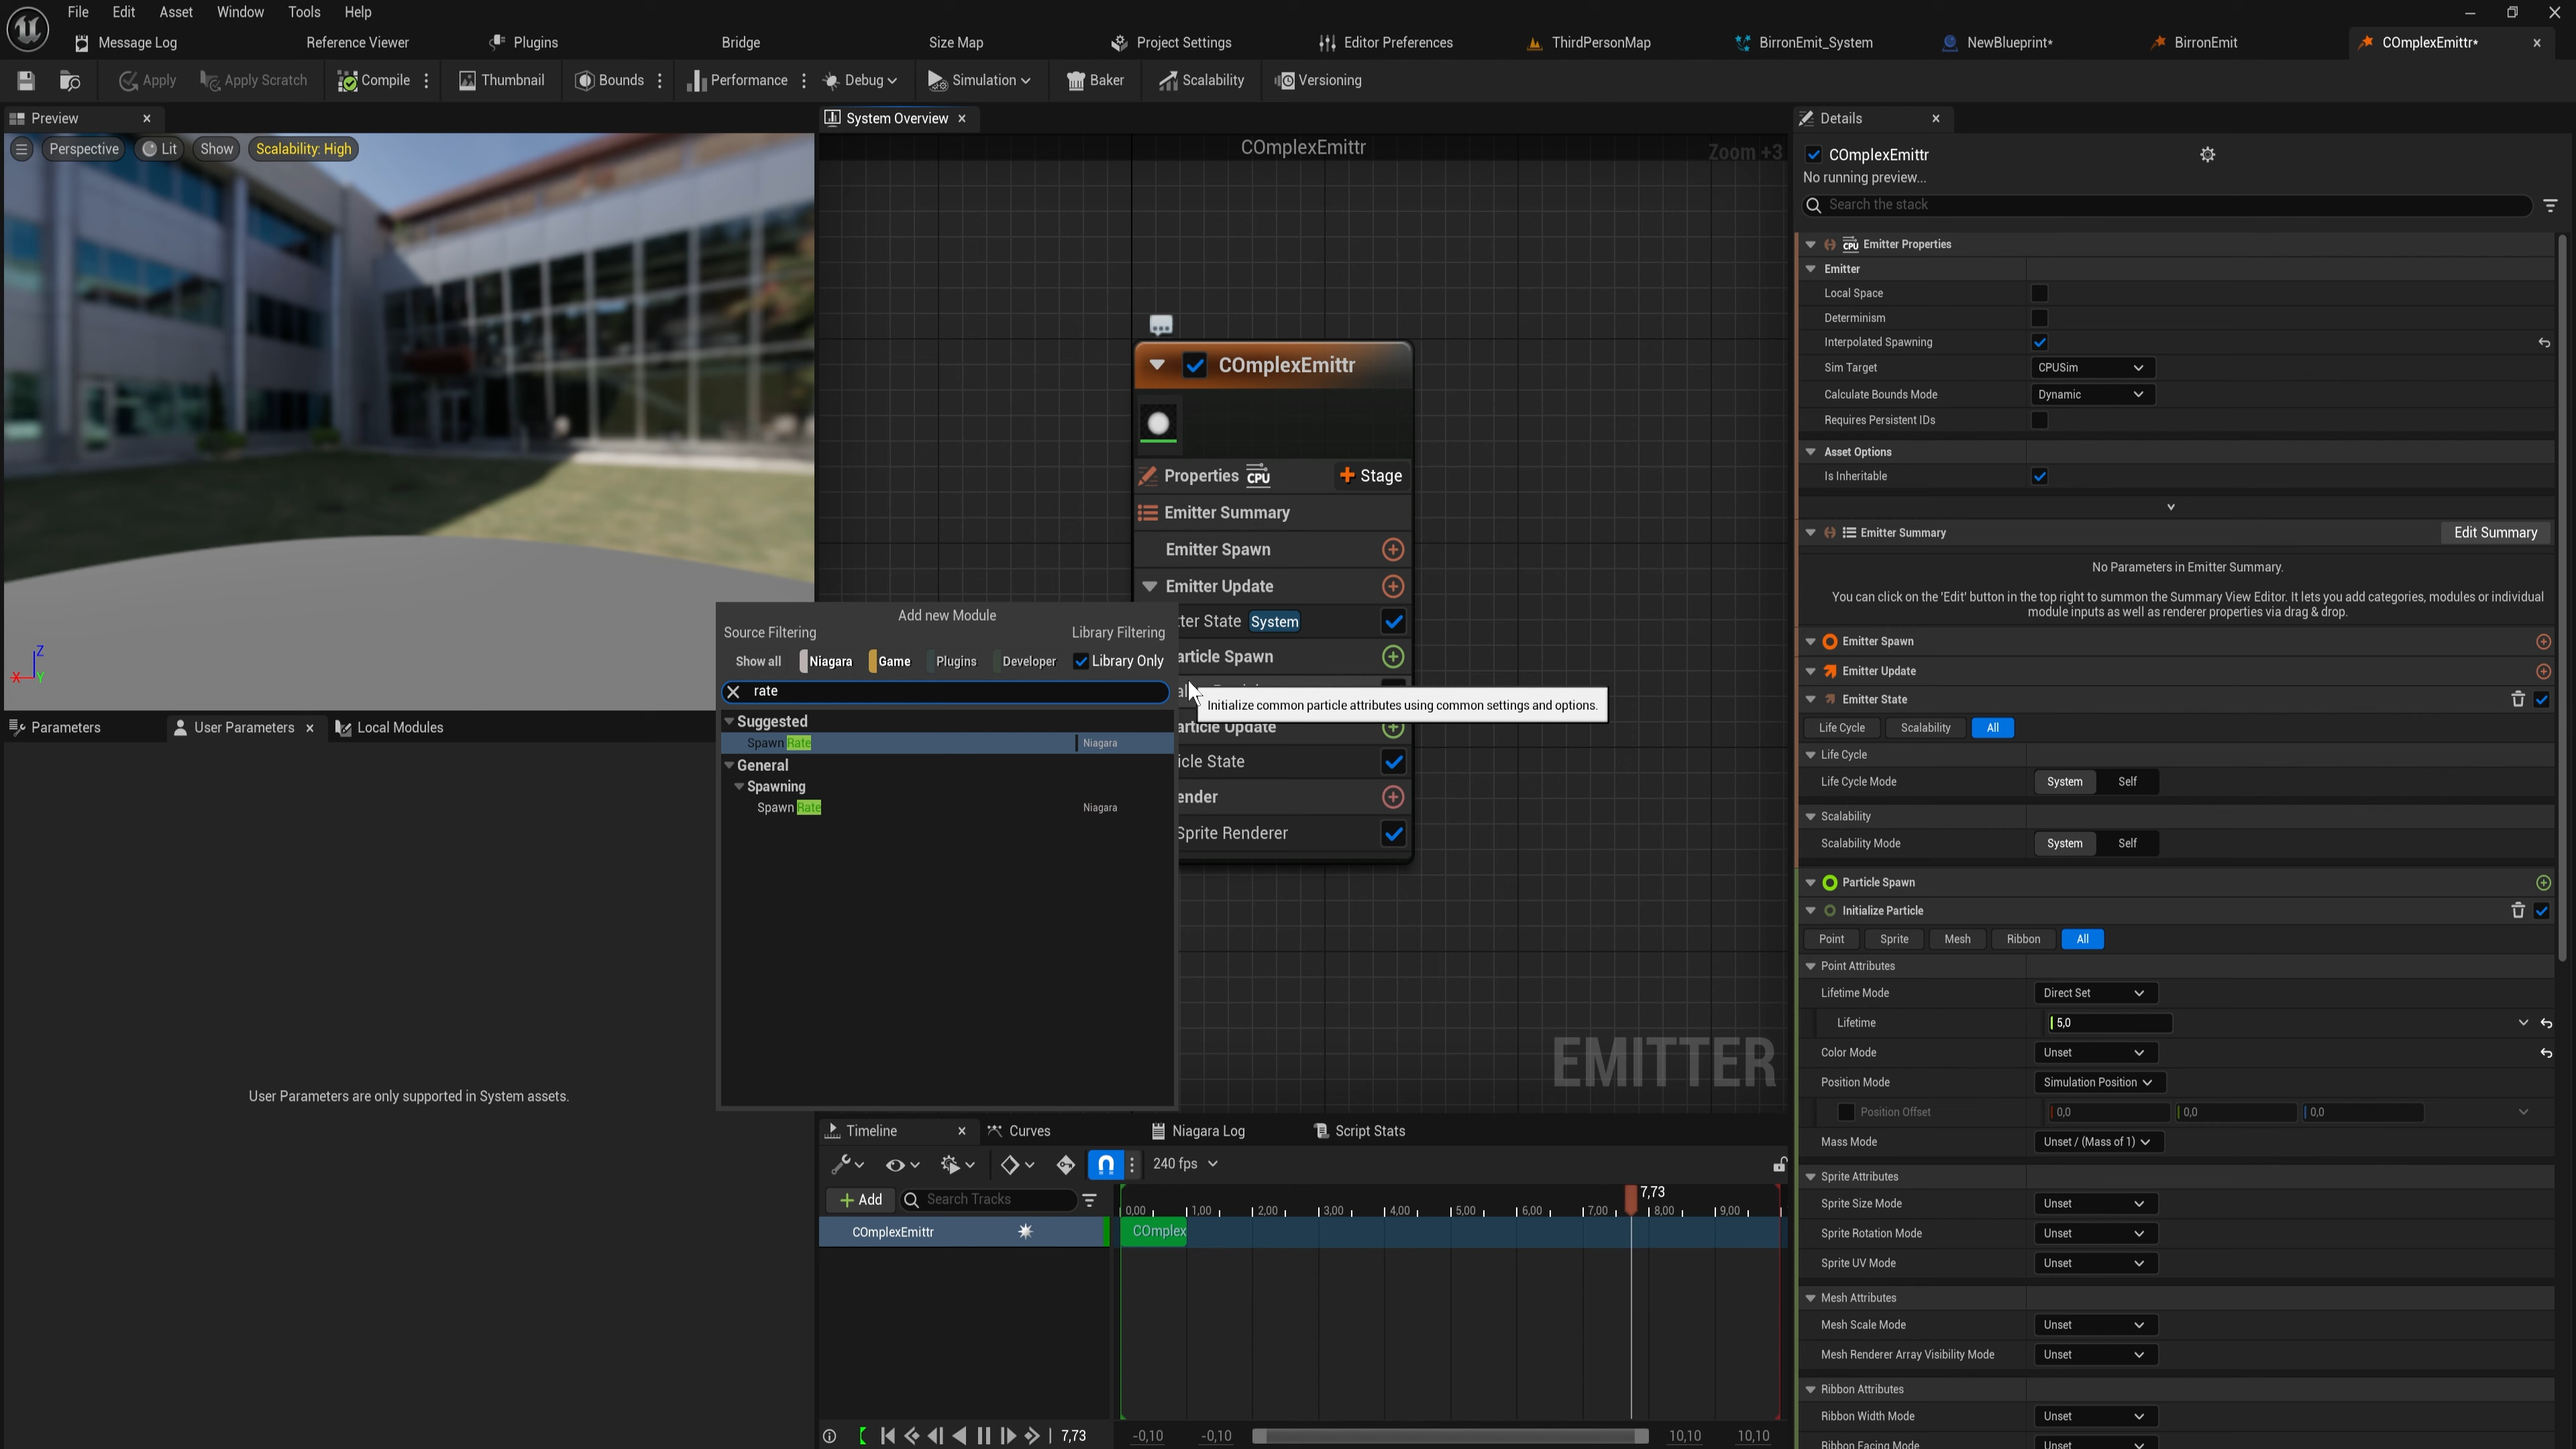 File Edit Asset Window Tools Help
Message Log Reference Viewer Plugins Bridge Size Map Project Settings Editor Preferences ThirdPersonMap BirronEmit_System NewBlueprint* BirronEmit COmplexEmittr*
Apply Apply Scratch Compile Thumbnail Bounds Performance Debug Simulation Baker Scalability Versioning
Preview
Perspective Lit Show Scalability: High
Z
X Y
Parameters User Parameters Local Modules
User Parameters are only supported in System assets.
System Overview
COmplexEmittr
Zoom +3
COmplexEmittr
Properties CPU Stage
Emitter Summary
Emitter Spawn
Emitter Update
tter State System
article Spawn
article Update
icle State
ender
Sprite Renderer
EMITTER
Add new Module
Source Filtering Library Filtering
Show all Niagara Game Plugins Developer Library Only
rate
Suggested
Spawn Rate Niagara
General
Spawning
Spawn Rate Niagara
Initialize common particle attributes using common settings and options.
Timeline Curves Niagara Log Script Stats
240 fps
Add Search Tracks
7,73
0,00 1,00 2,00 3,00 4,00 5,00 6,00 7,00 8,00 9,00
COmplexEmittr COmplex
7,73 -0,10 -0,10 10,10 10,10
Details
COmplexEmittr
No running preview...
Search the stack
CPU Emitter Properties
Emitter
Local Space
Determinism
Interpolated Spawning
Sim Target CPUSim
Calculate Bounds Mode Dynamic
Requires Persistent IDs
Asset Options
Is Inheritable
Emitter Summary Edit Summary
No Parameters in Emitter Summary.
You can click on the 'Edit' button in the top right to summon the Summary View Editor. It lets you add categories, modules or individual
module inputs as well as renderer properties via drag & drop.
Emitter Spawn
Emitter Update
Emitter State
Life Cycle Scalability All
Life Cycle
Life Cycle Mode System Self
Scalability
Scalability Mode System Self
Particle Spawn
Initialize Particle
Point Sprite Mesh Ribbon All
Point Attributes
Lifetime Mode Direct Set
Lifetime 5,0
Color Mode Unset
Position Mode Simulation Position
Position Offset 0,0 0,0 0,0
Mass Mode Unset / (Mass of 1)
Sprite Attributes
Sprite Size Mode Unset
Sprite Rotation Mode Unset
Sprite UV Mode Unset
Mesh Attributes
Mesh Scale Mode Unset
Mesh Renderer Array Visibility Mode Unset
Ribbon Attributes
Ribbon Width Mode Unset
Ribbon Facing Mode Unset